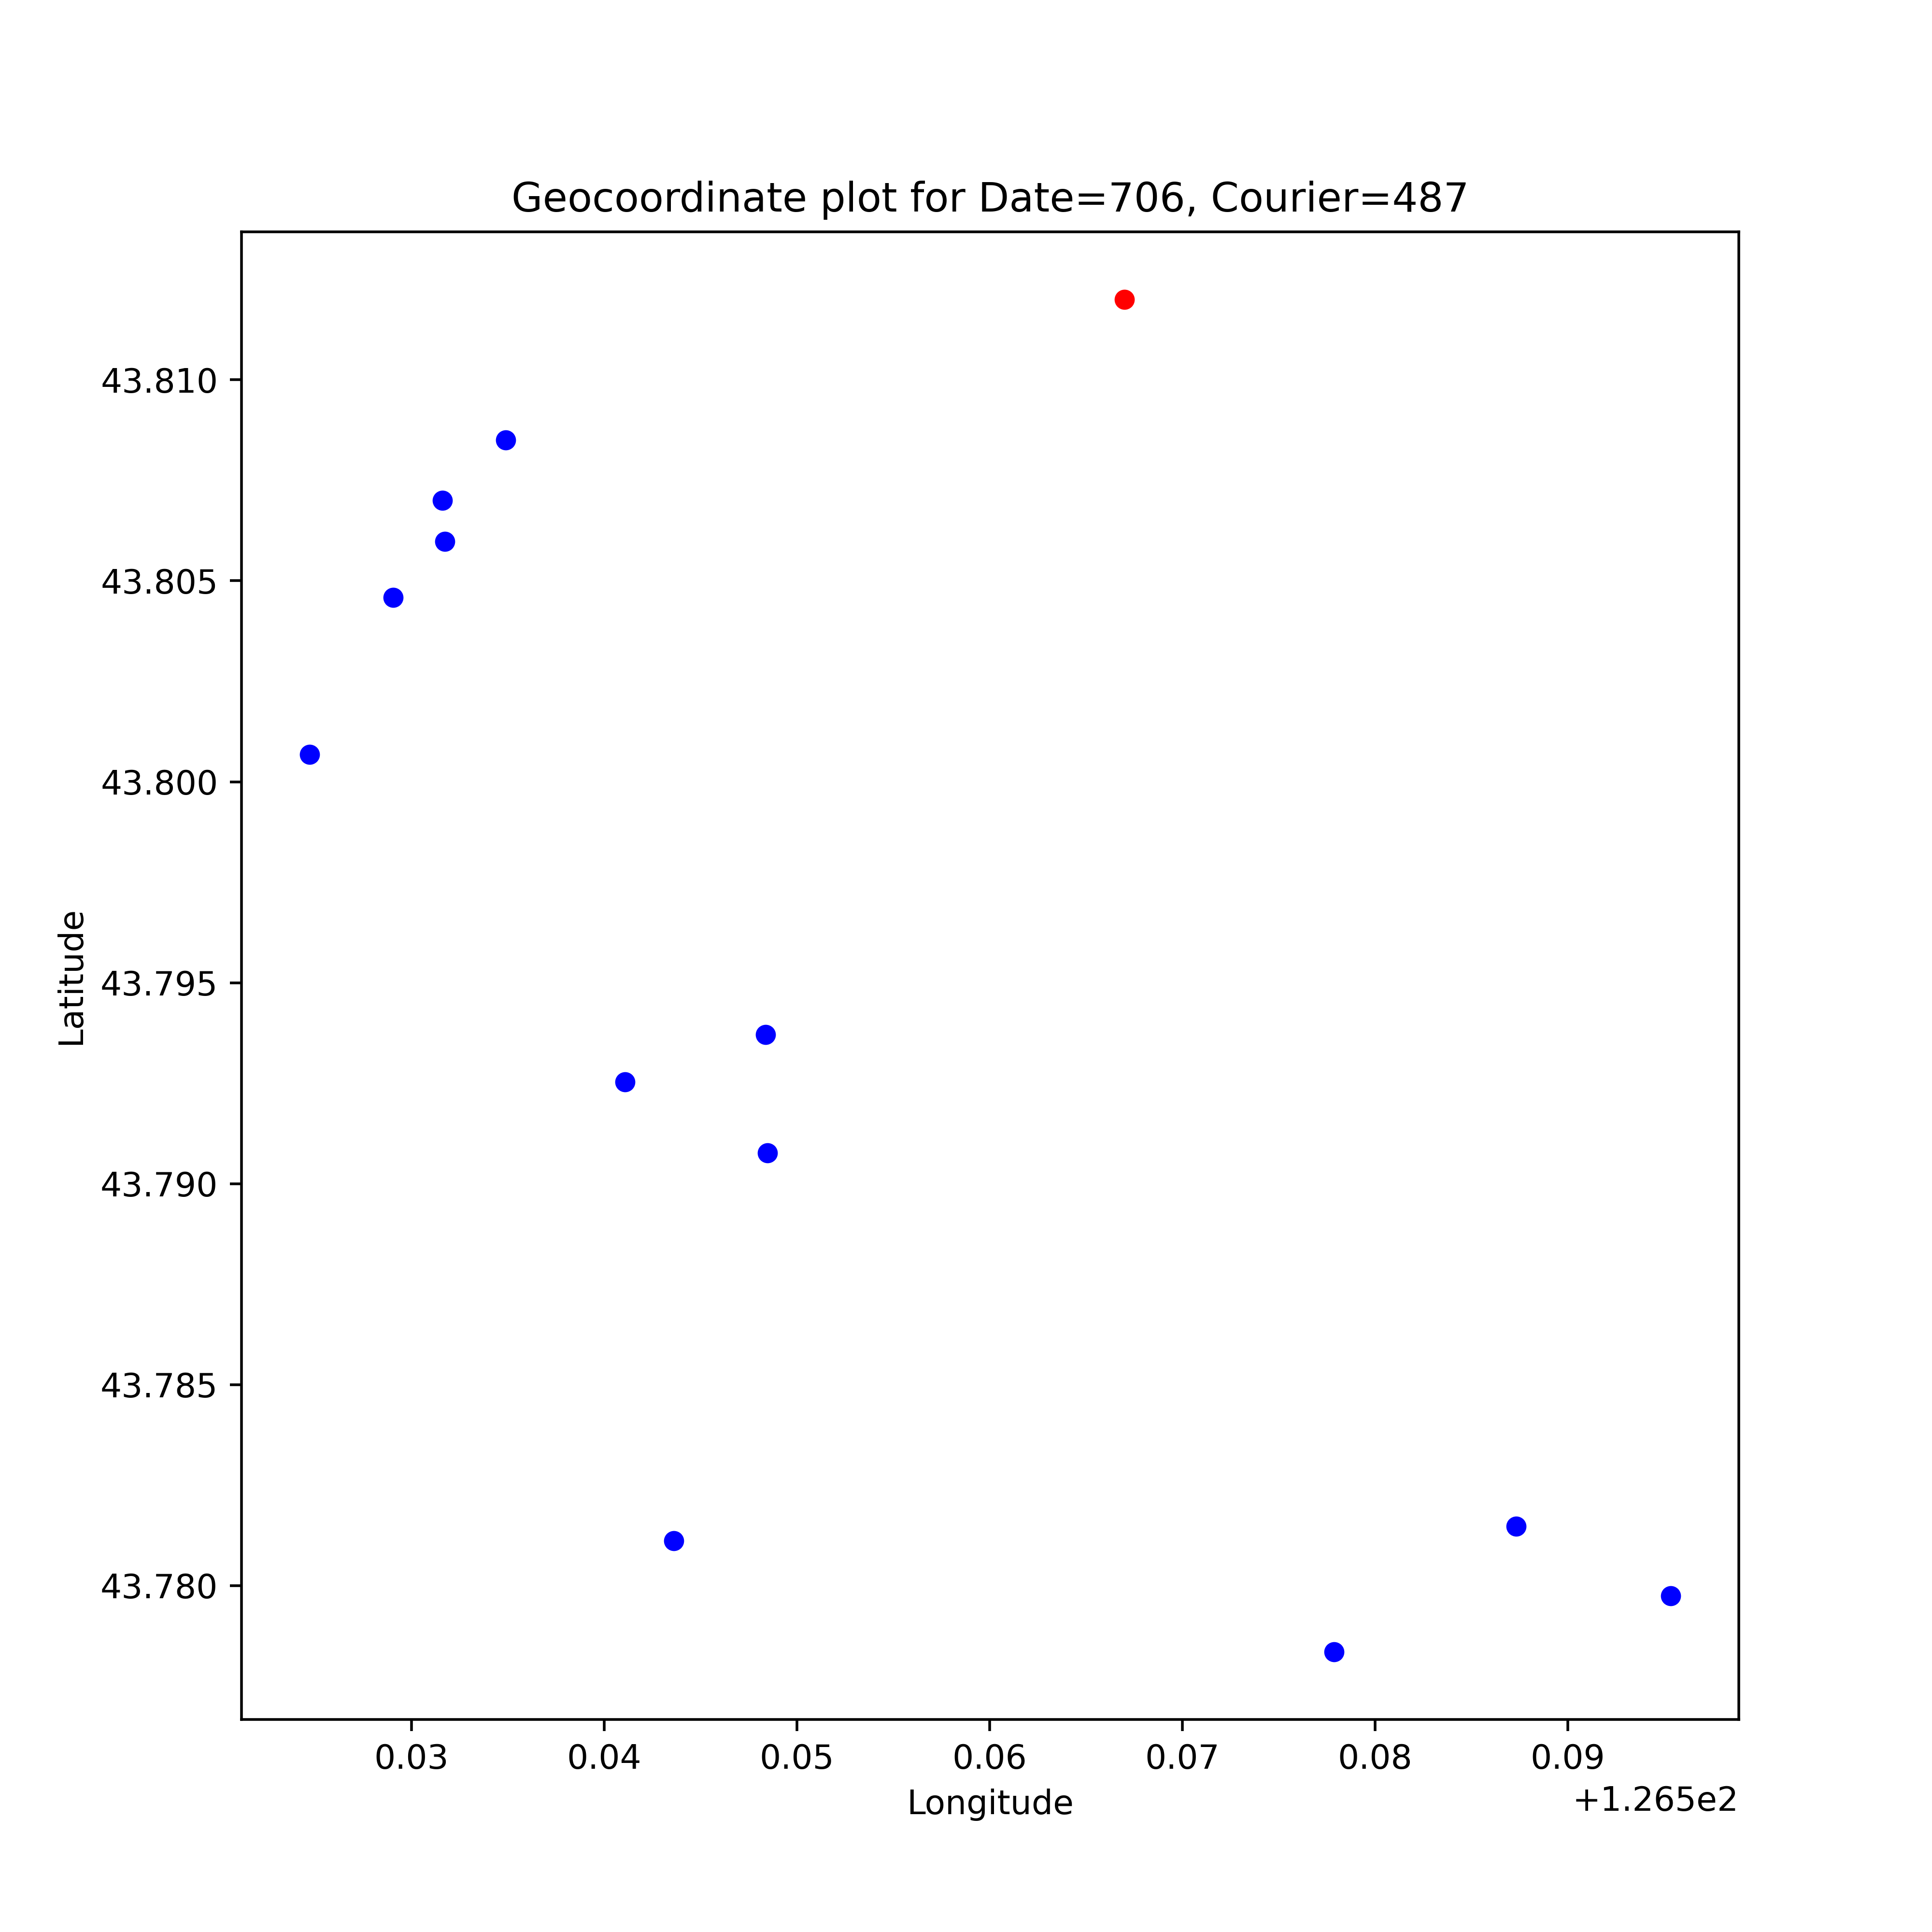 Geocoordinate plot for Date=706, Courier=487
43.810
43.805
43.800
43.795
43.790
43.785
43.780
Latitude
0.03 0.04 0.05 0.06 0.07 0.08 0.09
+1.265e2
Longitude